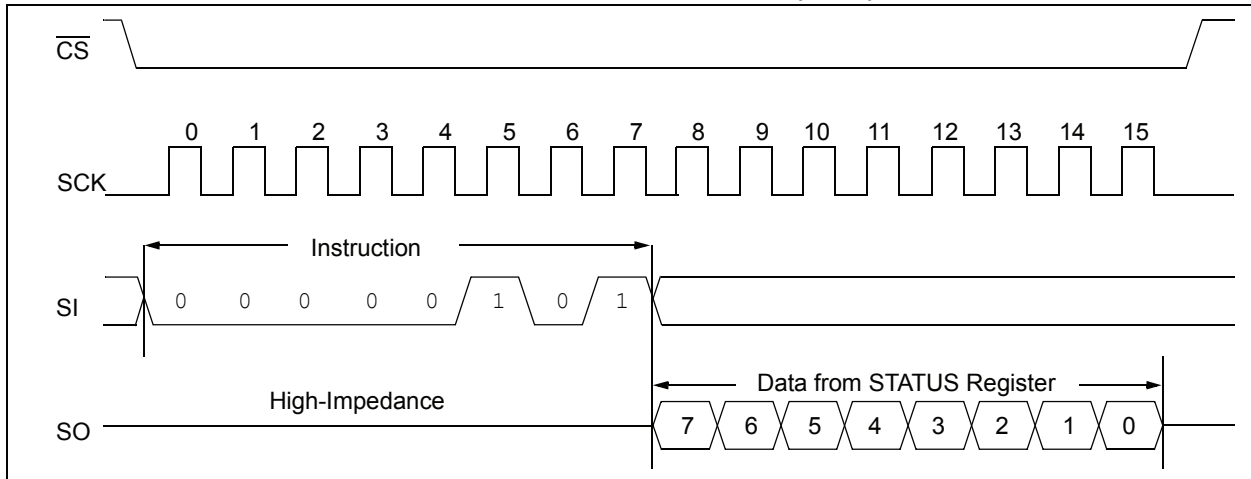 CS
0 1 2 3 4 5 6 7 8 9 10 11 12 13 14 15
SCK
Instruction
SI 0 0 0 0 0 1 0 1
Data from STATUS Register
High-Impedance
SO 7 6 5 4 3 2 1 0